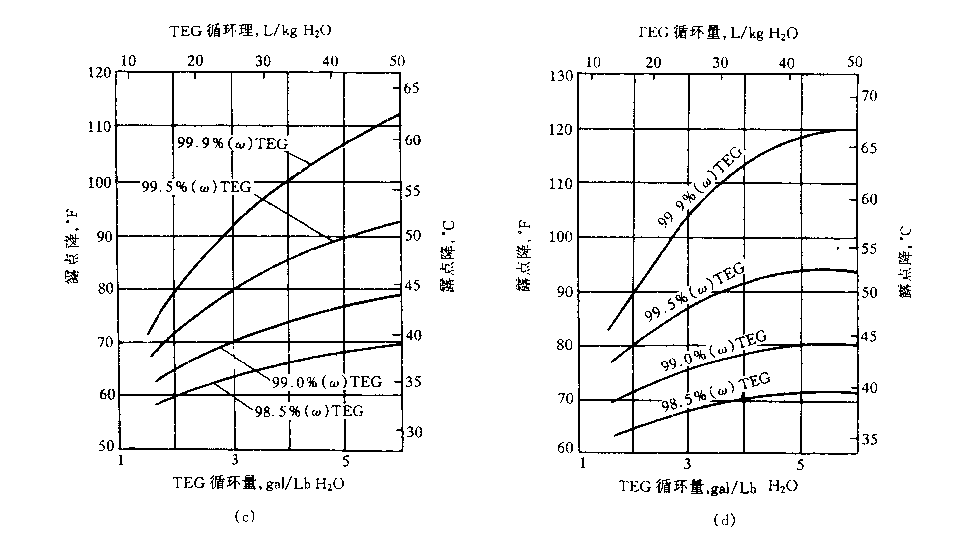 TEG 循环理, L/kg H₂O
10 20 30 40 50
120
110
100
90
80
70
60
50
65
60
55
50
45
40
35
30
99.9%(ω)TEG
99.5%(ω)TEG
99.0%(ω)TEG
98.5%(ω)TEG
露点降, °F
露点降, °C
1 3 5
TEG 循环量, gal/Lb H₂O
(c)
TEG 循环量, L/kg H₂O
10 20 30 40 50
130
120
110
100
90
80
70
60
70
65
60
55
50
45
40
35
99.9%(ω)TEG
99.5%(ω)TEG
99.0%(ω)TEG
98.5%(ω)TEG
露点降, °F
露点降, °C
1 3 5
TEG 循环量, gal/Lb H₂O
(d)